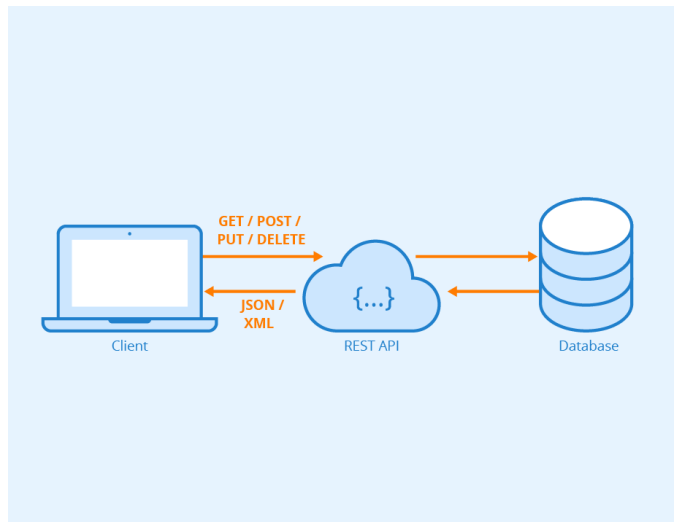 GET / POST /
PUT / DELETE
{...}
JSON /
XML
Client
REST API
Database